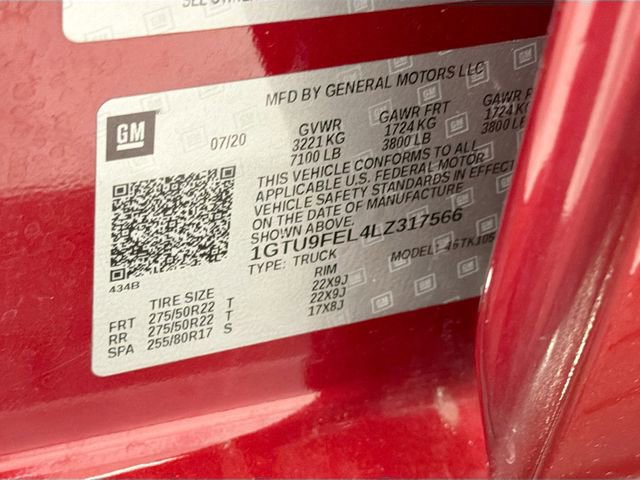 MFD BY GENERAL MOTORS LLC
GM
07/20
GVWR GAWR FRT GAWR
3221 KG 1724 KG 1724 KG
7100 LB 3800 LB 3800 LB
THIS VEHICLE CONFORMS TO ALL
APPLICABLE U.S. FEDERAL MOTOR
VEHICLE SAFETY STANDARDS IN EFFECT
ON THE DATE OF MANUFACTURE
SHOWN ABOVE.
1GTU9FEL4LZ317566
TYPE: TRUCK MODEL:
434B
TIRE SIZE RIM
FRT 275/50R22 T 22X9J
RR 275/50R22 T 22X9J
SPA 255/80R17 S 17X8J